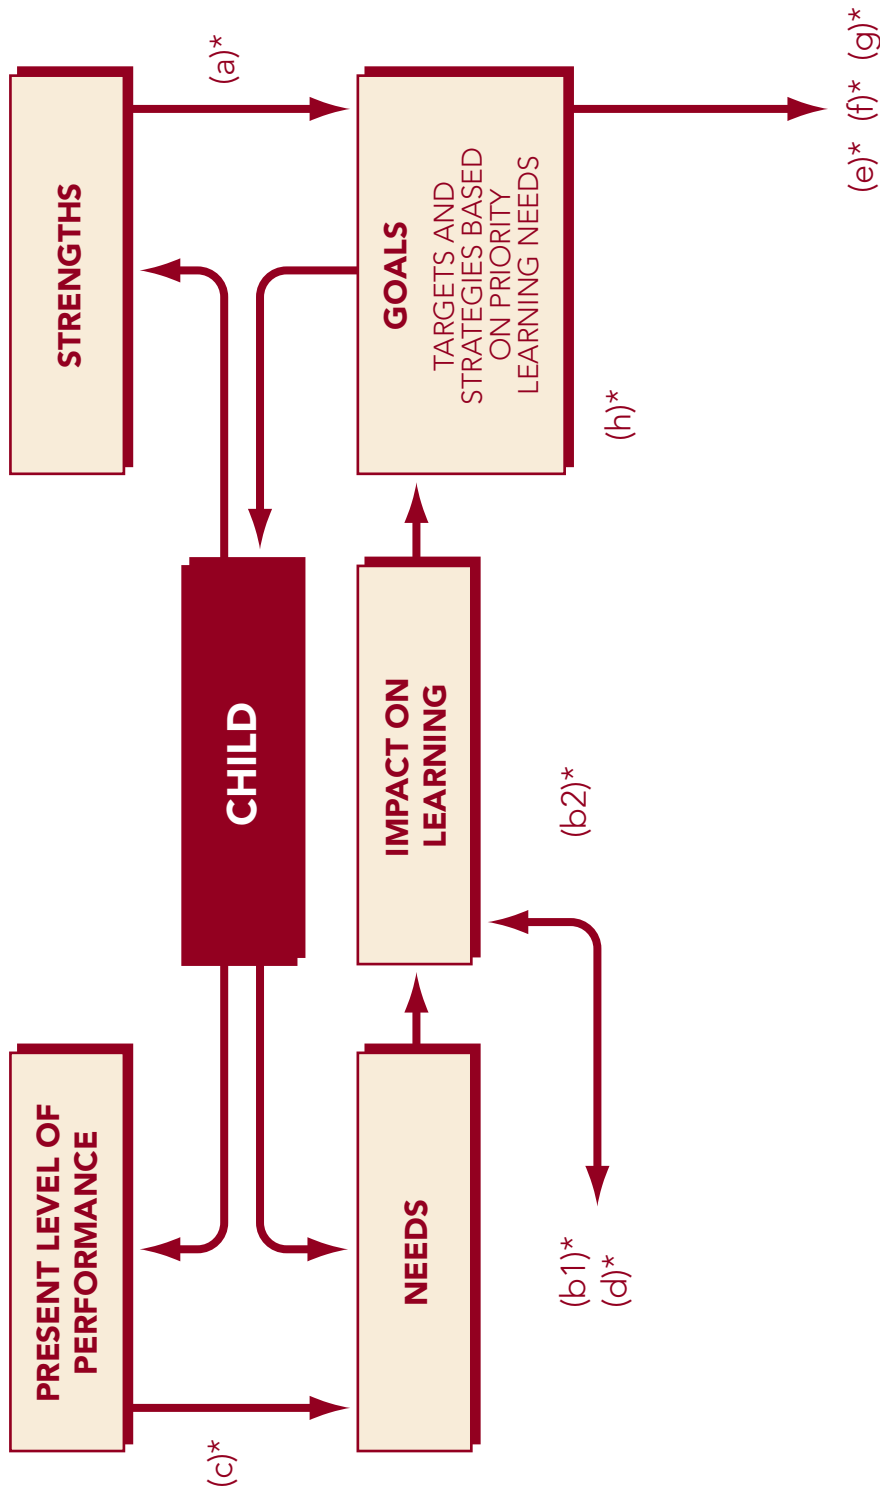 PRESENT LEVEL OF
PERFORMANCE
STRENGTHS
(c)*
CHILD
(a)*
NEEDS
IMPACT ON
LEARNING
GOALS
TARGETS AND
STRATEGIES BASED
ON PRIORITY
LEARNING NEEDS
(b1)*
(d)*
(b2)*
(h)*
(e)* (f)* (g)*